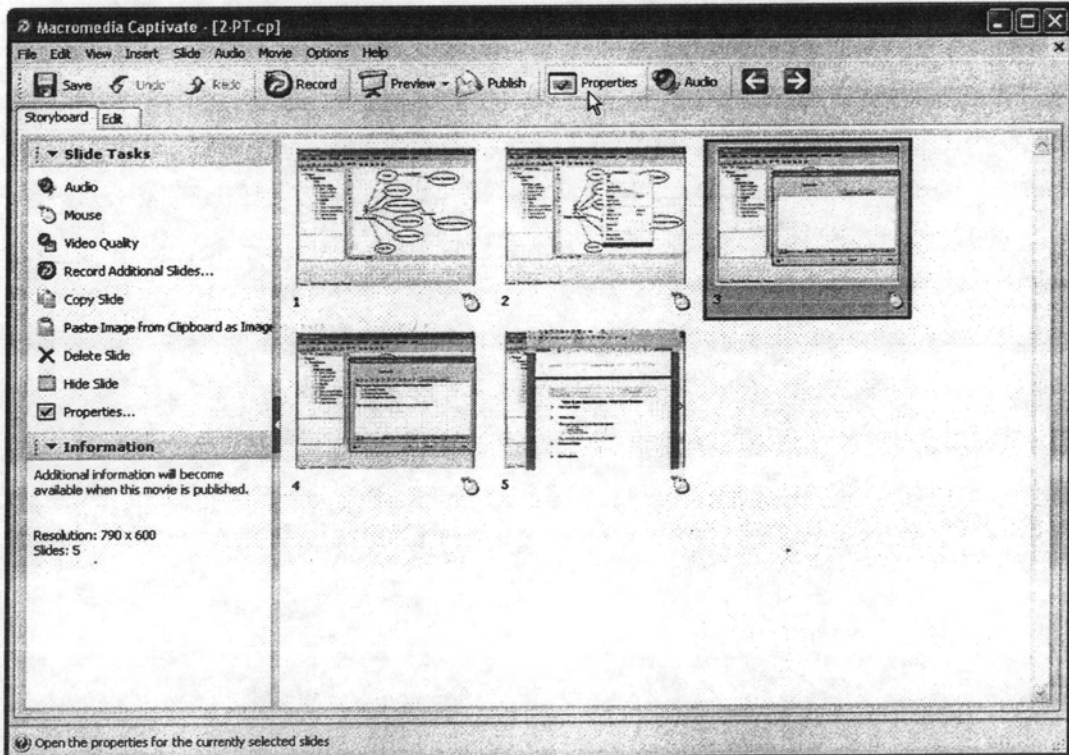 Macromedia Captivate - [2-PT.cp]
File Edit View Insert Slide Audio Movie Options Help
Save Undo Redo Record Preview Publish Properties Audio
Storyboard Edit
Slide Tasks
Audio
Mouse
Video Quality
Record Additional Slides...
Copy Slide
Paste Image from Clipboard as Image
Delete Slide
Hide Slide
Properties...
Information
Additional information will become
available when this movie is published.
Resolution: 790 x 600
Slides: 5
1
2
3
4
5
Open the properties for the currently selected slides